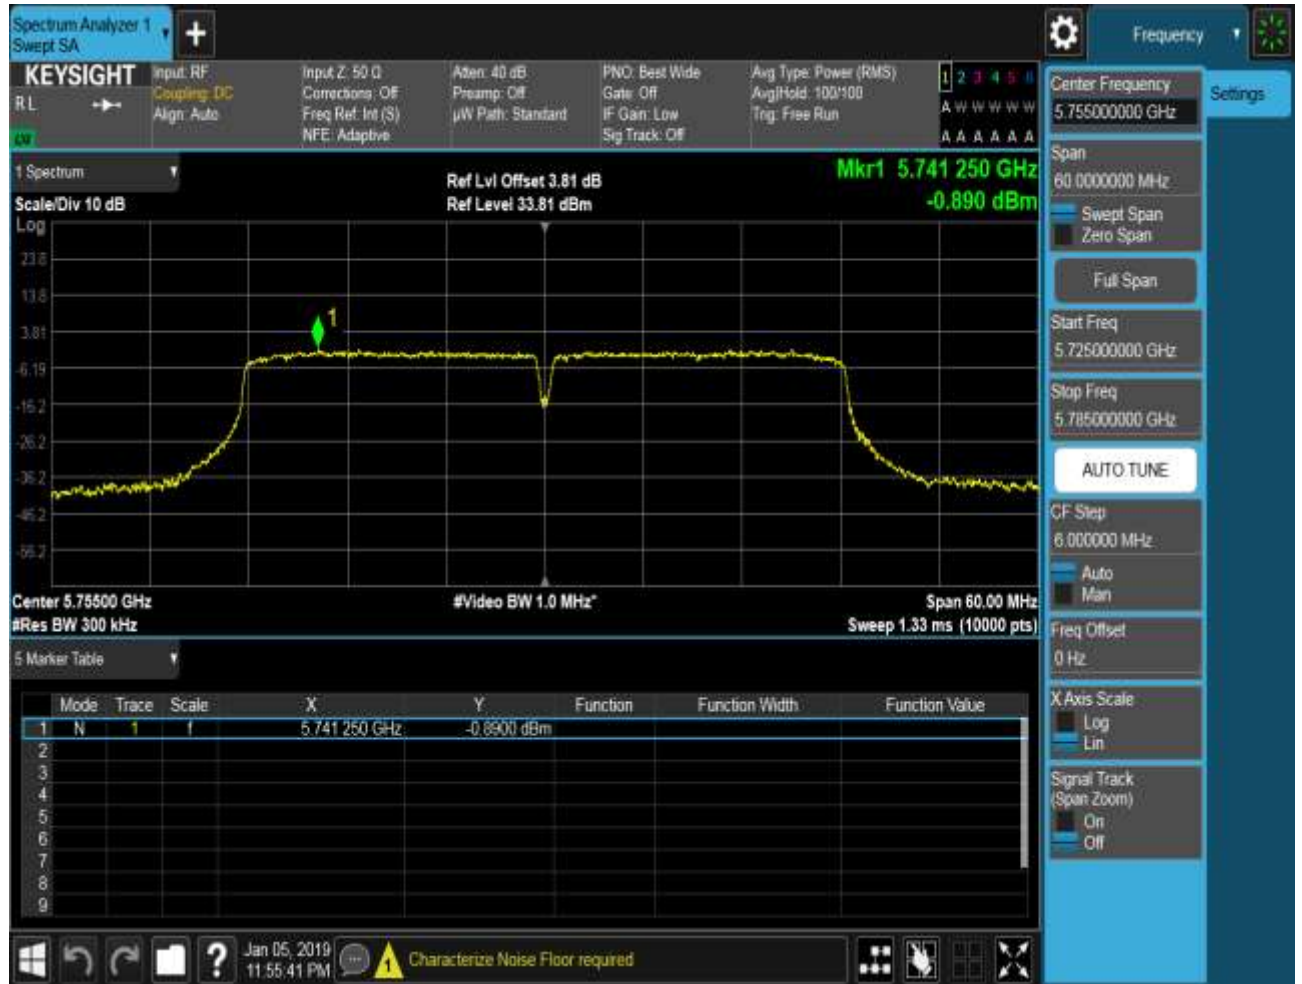 Spectrum Analyzer 1
Swept SA
Frequency
KEYSIGHT
R L
Input: RF
Coupling: DC
Align: Auto
Input Z: 50 Ω
Corrections: Off
Freq Ref: Int (S)
NFE: Adaptive
Atten: 40 dB
Preamp: Off
µW Path: Standard
PNO: Best Wide
Gate: Off
IF Gain: Low
Sig Track: Off
Avg Type: Power (RMS)
Avg|Hold: 100/100
Trig: Free Run
1 2 3 4 5 6
A W W W W W
A A A A A A
1 Spectrum
Scale/Div 10 dB
Ref Lvl Offset 3.81 dB
Ref Level 33.81 dBm
Mkr1 5.741 250 GHz
-0.890 dBm
Log
23.8
13.8
3.81
-6.19
-16.2
-26.2
-36.2
-46.2
-56.2
1
Center 5.75500 GHz
#Res BW 300 kHz
#Video BW 1.0 MHz*
Span 60.00 MHz
Sweep 1.33 ms (10000 pts)
5 Marker Table
Mode Trace Scale X Y Function Function Width Function Value
1 N 1 f 5.741 250 GHz -0.8900 dBm
2
3
4
5
6
7
8
9
Jan 05, 2019
11:55:41 PM
Characterize Noise Floor required
Center Frequency
5.755000000 GHz
Settings
Span
60.0000000 MHz
Swept Span
Zero Span
Full Span
Start Freq
5.725000000 GHz
Stop Freq
5.785000000 GHz
AUTO TUNE
CF Step
6.000000 MHz
Auto
Man
Freq Offset
0 Hz
X Axis Scale
Log
Lin
Signal Track
(Span Zoom)
On
Off